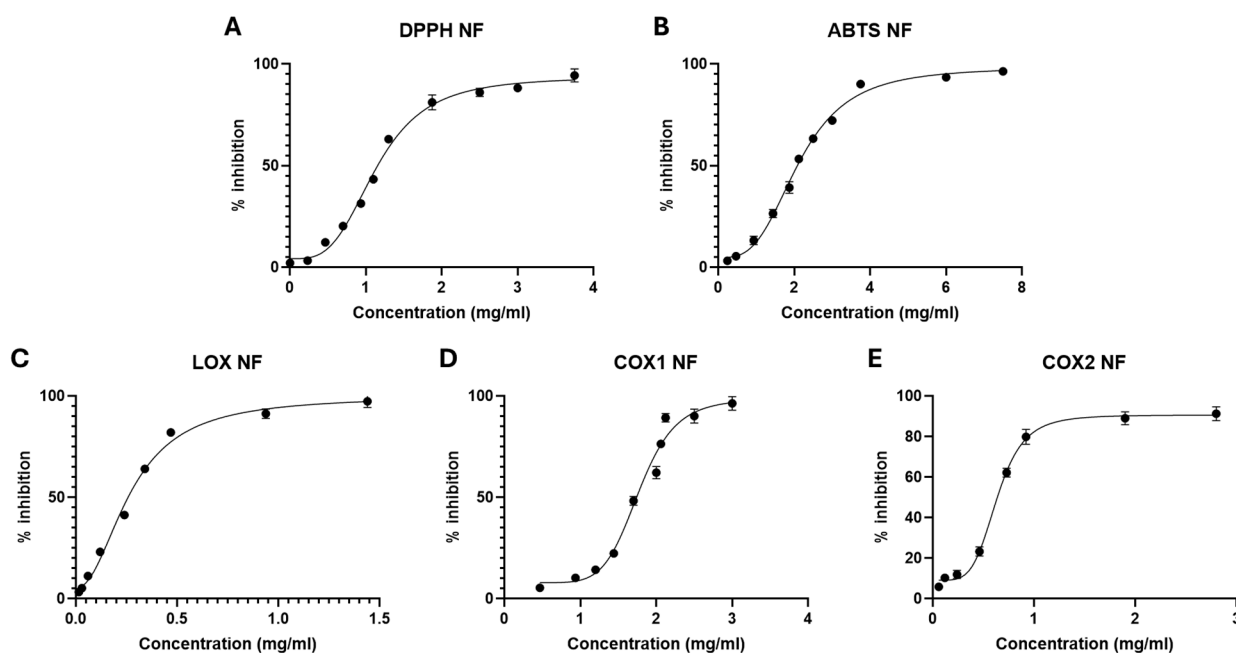 A
DPPH NF
% inhibition
100
50
0
0 1 2 3 4
Concentration (mg/ml)
B
ABTS NF
% inhibition
100
50
0
0 2 4 6 8
Concentration (mg/ml)
C
LOX NF
% inhibition
100
50
0
0.0 0.5 1.0 1.5
Concentration (mg/ml)
D
COX1 NF
% inhibition
100
50
0
0 1 2 3 4
Concentration (mg/ml)
E
COX2 NF
% inhibition
100
80
60
40
20
0
0 1 2 3
Concentration (mg/ml)